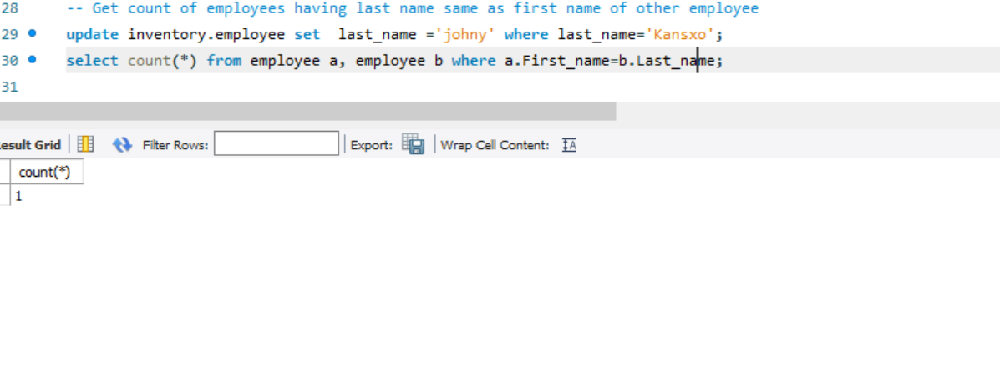 28 -- Get count of employees having last name same as first name of other employee
29 update inventory.employee set last_name ='johny' where last_name='Kansxo';
30 select count(*) from employee a, employee b where a.First_name=b.Last_name;
31
esult Grid Filter Rows: Export: Wrap Cell Content: IA
count(*)
1